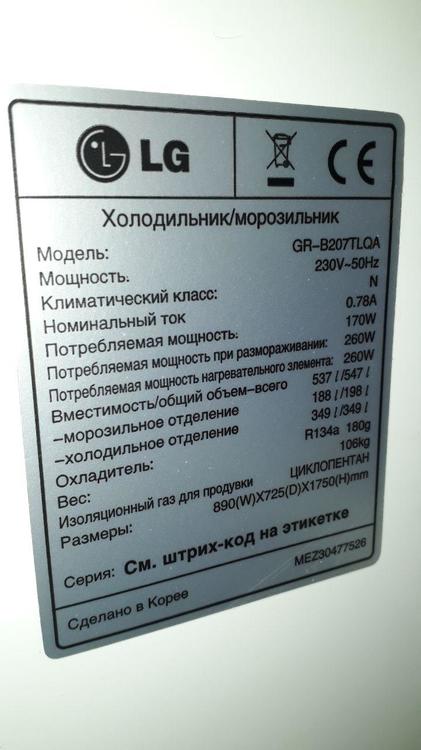 LG CE
Холодильник/морозильник
Модель: GR-B207TLQA
Мощность: 230V~50Hz
Климатический класс: N
Номинальный ток 0.78A
Потребляемая мощность: 170W
Потребляемая мощность при размораживании: 260W
Потребляемая мощность нагревательного элемента: 260W
Вместимость/общий объем-всего 537 l/547 l
-морозильное отделение 188 l/198 l
-холодильное отделение 349 l/349 l
Охладитель: R134a 180g
Вес: 106kg
Изоляционный газ для продувки ЦИКЛОПЕНТАН
Размеры: 890(W)X725(D)X1750(H)mm
Серия: См. штрих-код на этикетке
MEZ30477526
Сделано в Корее